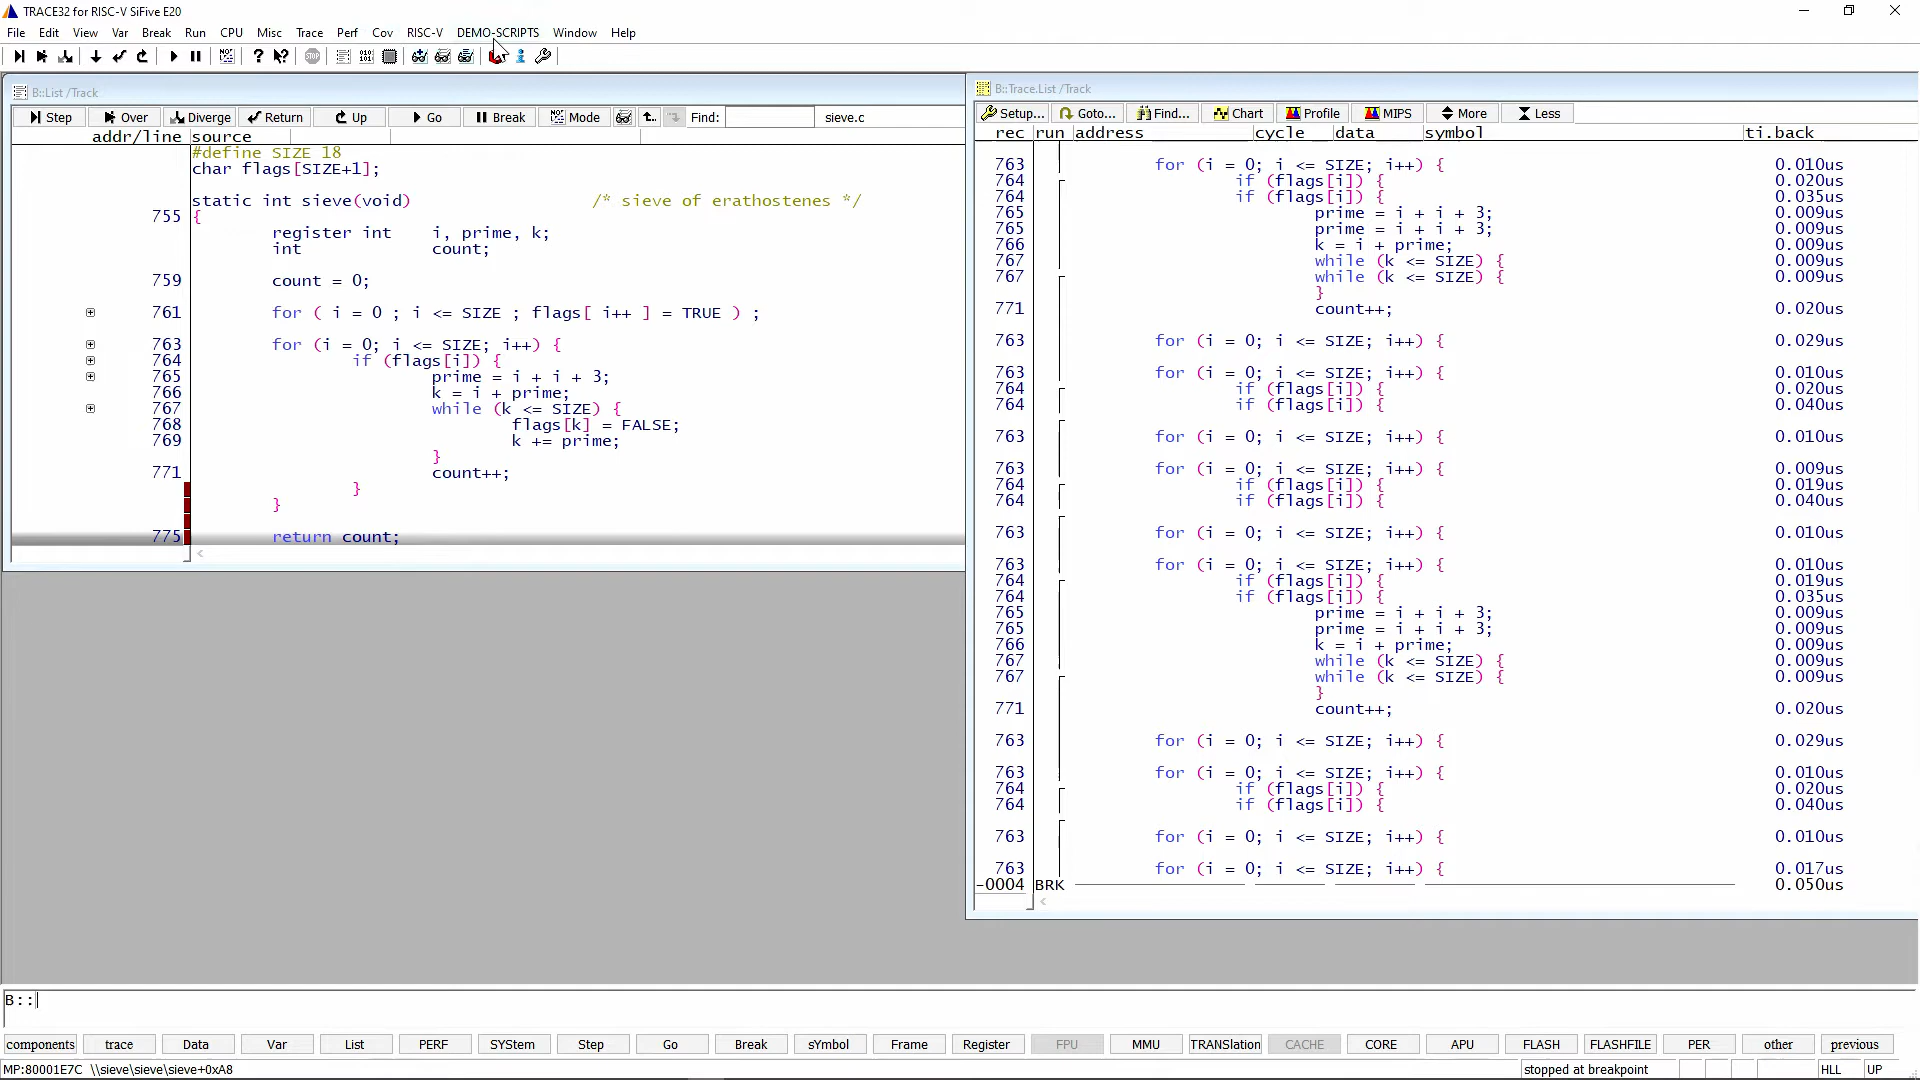 TRACE32 for RISC-V SiFive E20
File Edit View Var Break Run CPU Misc Trace Perf Cov RISC-V DEMO-SCRIPTS Window Help
B::List /Track
Step Over Diverge Return Up Go Break Mode Find: sieve.c
addr/line source
#define SIZE 18
char flags[SIZE+1];
static int sieve(void) /* sieve of erathostenes */
755 {
register int i, prime, k;
int count;
759 count = 0;
761 for ( i = 0 ; i <= SIZE ; flags[ i++ ] = TRUE ) ;
763 for (i = 0; i <= SIZE; i++) {
764 if (flags[i]) {
765 prime = i + i + 3;
766 k = i + prime;
767 while (k <= SIZE) {
768 flags[k] = FALSE;
769 k += prime;
}
771 count++;
}
}
775 return count;
B::Trace.List /Track
Setup... Goto... Find... Chart Profile MIPS More Less
rec run address cycle data symbol ti.back
763 for (i = 0; i <= SIZE; i++) { 0.010us
764 if (flags[i]) { 0.020us
764 if (flags[i]) { 0.035us
765 prime = i + i + 3; 0.009us
765 prime = i + i + 3; 0.009us
766 k = i + prime; 0.009us
767 while (k <= SIZE) { 0.009us
767 while (k <= SIZE) { 0.009us
}
771 count++; 0.020us
763 for (i = 0; i <= SIZE; i++) { 0.029us
763 for (i = 0; i <= SIZE; i++) { 0.010us
764 if (flags[i]) { 0.020us
764 if (flags[i]) { 0.040us
763 for (i = 0; i <= SIZE; i++) { 0.010us
763 for (i = 0; i <= SIZE; i++) { 0.009us
764 if (flags[i]) { 0.019us
764 if (flags[i]) { 0.040us
763 for (i = 0; i <= SIZE; i++) { 0.010us
763 for (i = 0; i <= SIZE; i++) { 0.010us
764 if (flags[i]) { 0.019us
764 if (flags[i]) { 0.035us
765 prime = i + i + 3; 0.009us
765 prime = i + i + 3; 0.009us
766 k = i + prime; 0.009us
767 while (k <= SIZE) { 0.009us
767 while (k <= SIZE) { 0.009us
}
771 count++; 0.020us
763 for (i = 0; i <= SIZE; i++) { 0.029us
763 for (i = 0; i <= SIZE; i++) { 0.010us
764 if (flags[i]) { 0.020us
764 if (flags[i]) { 0.040us
763 for (i = 0; i <= SIZE; i++) { 0.010us
763 for (i = 0; i <= SIZE; i++) { 0.017us
-0004 BRK 0.050us
B::
components trace Data Var List PERF SYStem Step Go Break sYmbol Frame Register FPU MMU TRANSlation CACHE CORE APU FLASH FLASHFILE PER other previous
MP:80001E7C \\sieve\sieve\sieve+0xA8 stopped at breakpoint HLL UP